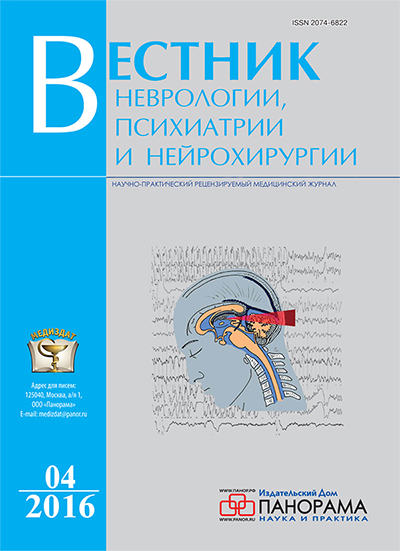 ISSN 2074-6822
ВЕСТНИК
НЕВРОЛОГИИ,
ПСИХИАТРИИ
И НЕЙРОХИРУРГИИ
НАУЧНО-ПРАКТИЧЕСКИЙ РЕЦЕНЗИРУЕМЫЙ МЕДИЦИНСКИЙ ЖУРНАЛ
МЕДИЗДАТ
Адрес для писем:
125040, Москва, а/я 1,
ООО «Панорама»
E-mail: medizdat@panor.ru
04
2016
WWW.ПАНОР.РФ
WWW.PANOR.RU
Издательский Дом
ПАНОРАМА
НАУКА И ПРАКТИКА